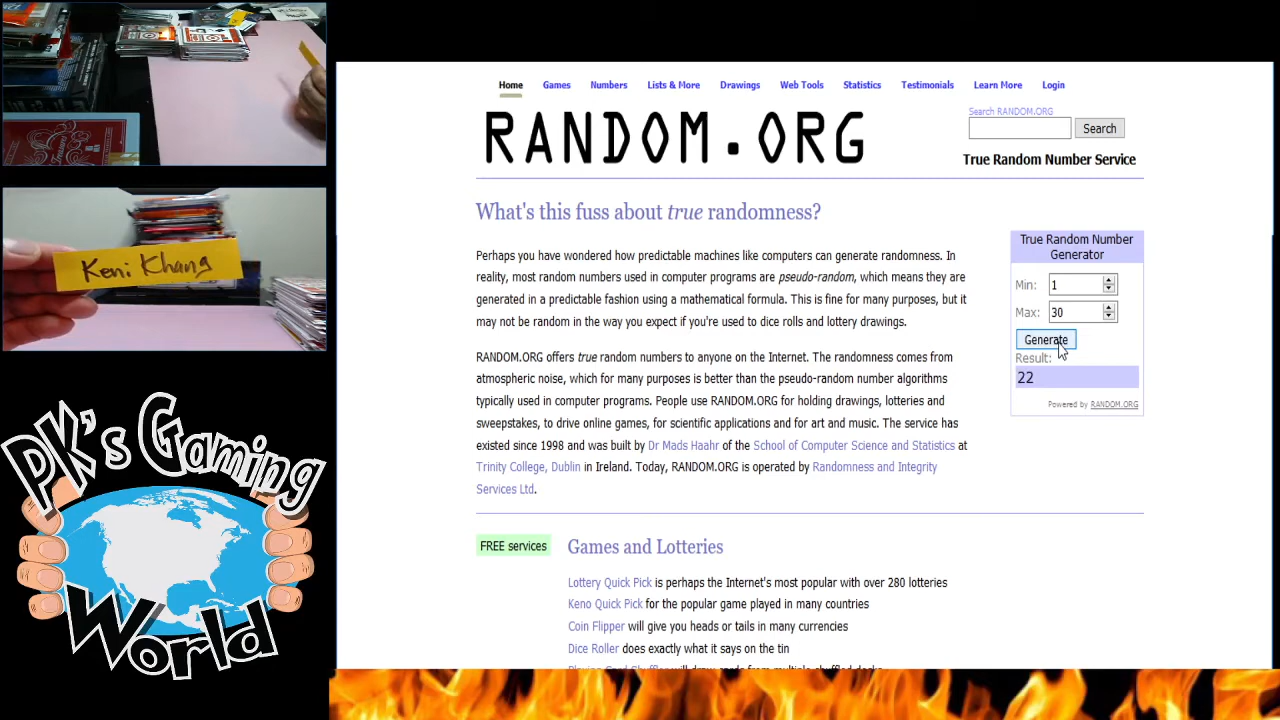 Home Games Numbers Lists & More Drawings Web Tools Statistics Testimonials Learn More Login
RANDOM.ORG
Search RANDOM.ORG
Search
True Random Number Service
What's this fuss about true randomness?
Perhaps you have wondered how predictable machines like computers can generate randomness. In
reality, most random numbers used in computer programs are pseudo-random, which means they are
generated in a predictable fashion using a mathematical formula. This is fine for many purposes, but it
may not be random in the way you expect if you're used to dice rolls and lottery drawings.
RANDOM.ORG offers true random numbers to anyone on the Internet. The randomness comes from
atmospheric noise, which for many purposes is better than the pseudo-random number algorithms
typically used in computer programs. People use RANDOM.ORG for holding drawings, lotteries and
sweepstakes, to drive online games, for scientific applications and for art and music. The service has
existed since 1998 and was built by Dr Mads Haahr of the School of Computer Science and Statistics at
Trinity College, Dublin in Ireland. Today, RANDOM.ORG is operated by Randomness and Integrity
Services Ltd.
True Random Number
Generator
Min: 1
Max: 30
Generate
Result:
22
Powered by RANDOM.ORG
FREE services
Games and Lotteries
Lottery Quick Pick is perhaps the Internet's most popular with over 280 lotteries
Keno Quick Pick for the popular game played in many countries
Coin Flipper will give you heads or tails in many currencies
Dice Roller does exactly what it says on the tin
Keni Khang
PK's Gaming
World